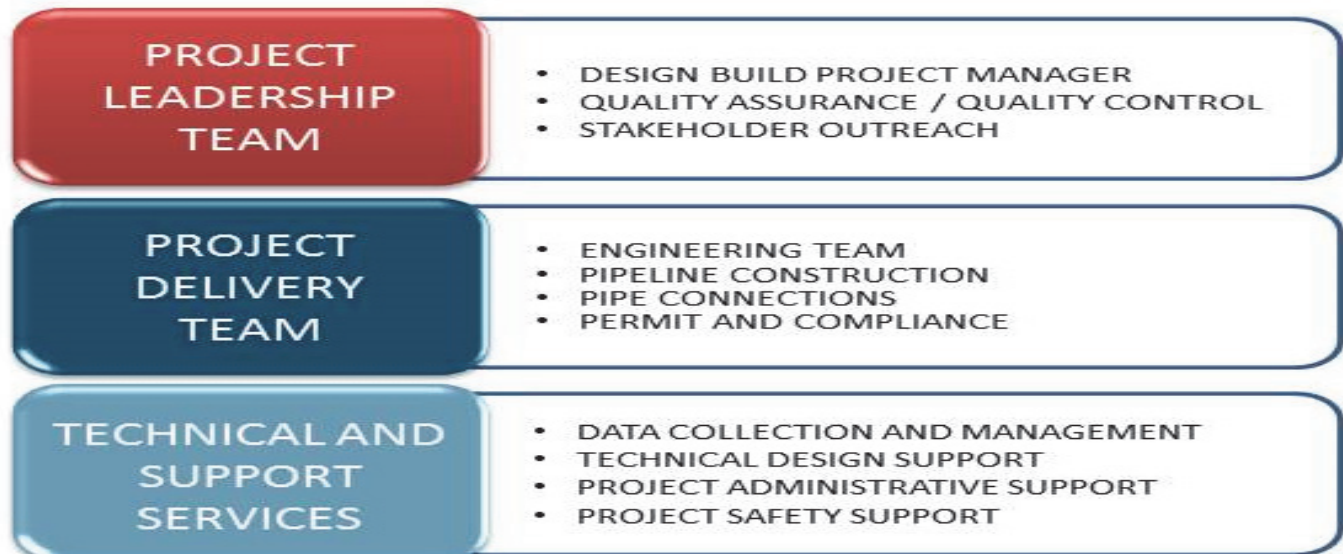 PROJECT
LEADERSHIP
TEAM
• DESIGN BUILD PROJECT MANAGER
• QUALITY ASSURANCE / QUALITY CONTROL
• STAKEHOLDER OUTREACH
PROJECT
DELIVERY
TEAM
• ENGINEERING TEAM
• PIPELINE CONSTRUCTION
• PIPE CONNECTIONS
• PERMIT AND COMPLIANCE
TECHNICAL AND
SUPPORT
SERVICES
• DATA COLLECTION AND MANAGEMENT
• TECHNICAL DESIGN SUPPORT
• PROJECT ADMINISTRATIVE SUPPORT
• PROJECT SAFETY SUPPORT